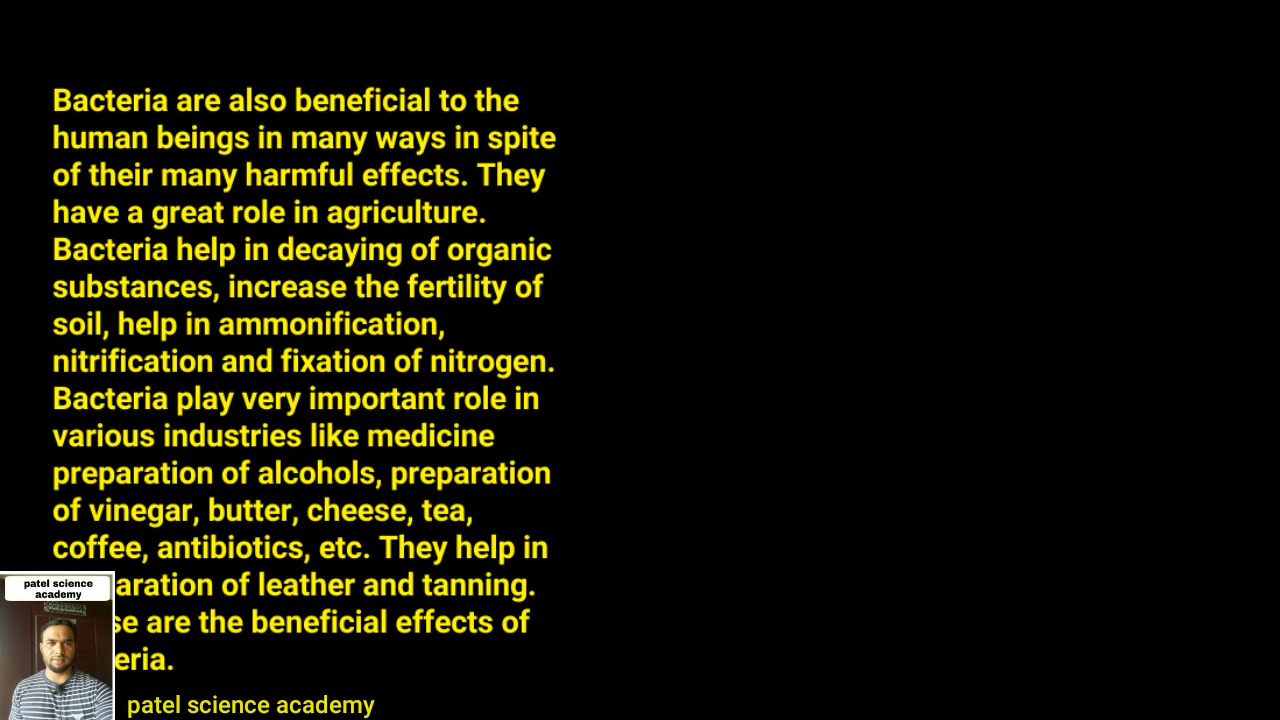 Bacteria are also beneficial to the
human beings in many ways in spite
of their many harmful effects. They
have a great role in agriculture.
Bacteria help in decaying of organic
substances, increase the fertility of
soil, help in ammonification,
nitrification and fixation of nitrogen.
Bacteria play very important role in
various industries like medicine
preparation of alcohols, preparation
of vinegar, butter, cheese, tea,
coffee, antibiotics, etc. They help in
aration of leather and tanning.
se are the beneficial effects of
eria.
patel science
academy
patel science academy